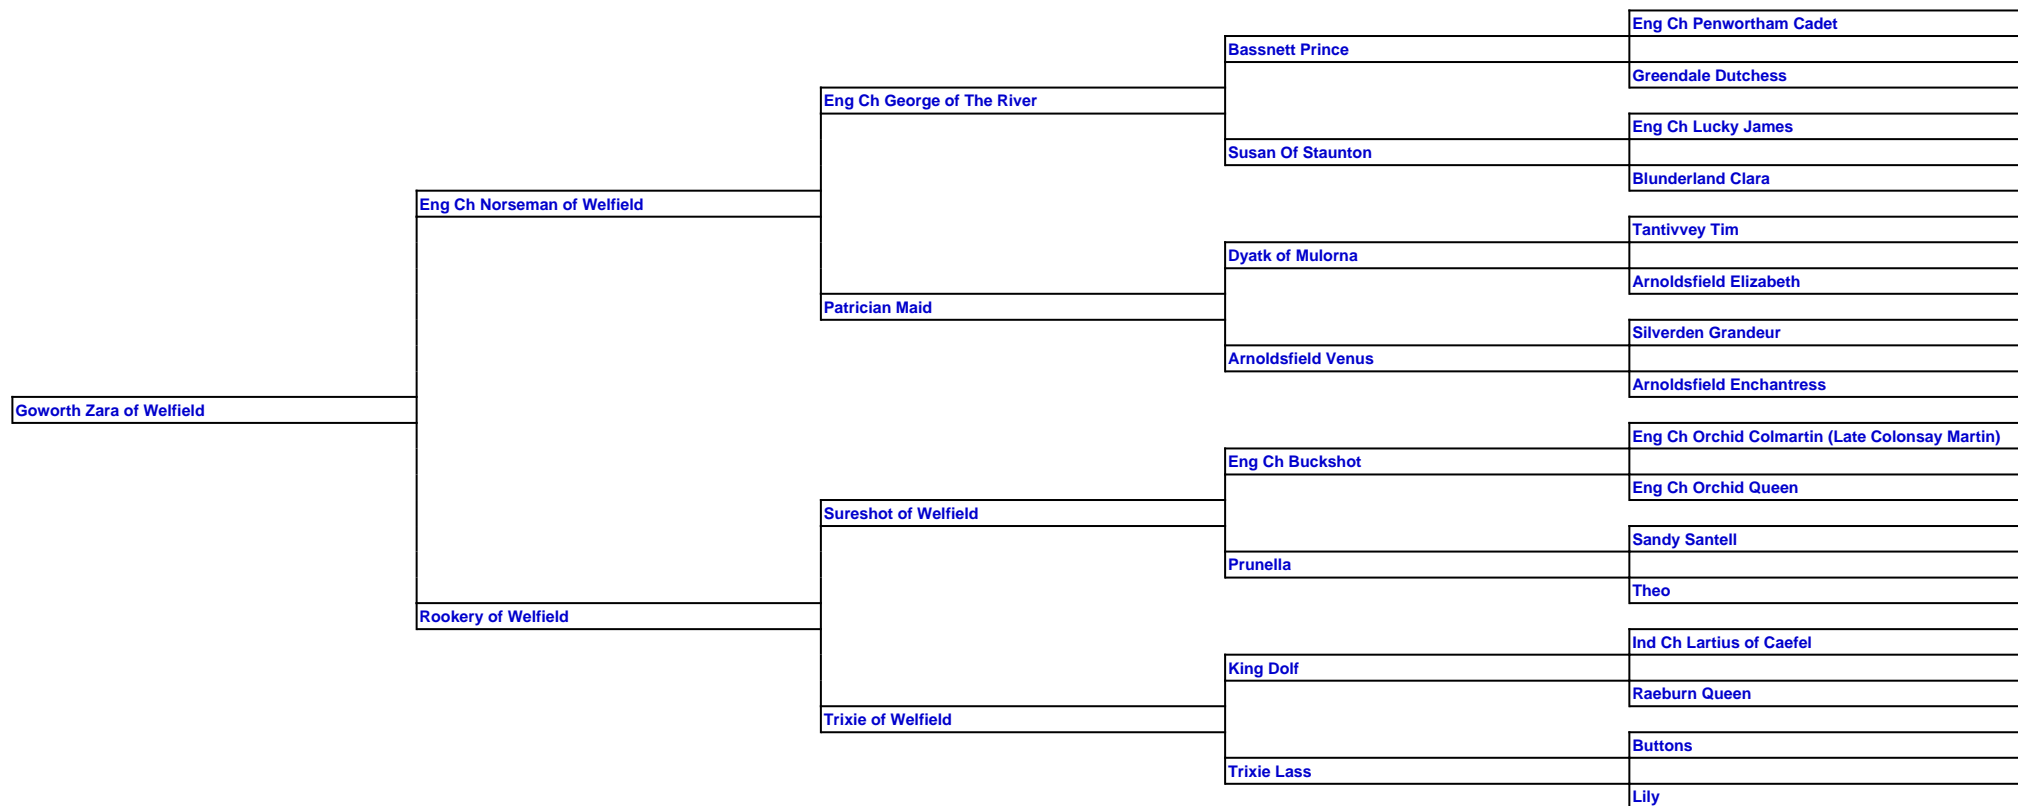 Eng Ch Penwortham Cadet
Bassnett Prince
Greendale Dutchess
Eng Ch George of The River
Eng Ch Lucky James
Susan Of Staunton
Blunderland Clara
Eng Ch Norseman of Welfield
Tantivvey Tim
Dyatk of Mulorna
Arnoldsfield Elizabeth
Patrician Maid
Silverden Grandeur
Arnoldsfield Venus
Arnoldsfield Enchantress
Goworth Zara of Welfield
Eng Ch Orchid Colmartin (Late Colonsay Martin)
Eng Ch Buckshot
Eng Ch Orchid Queen
Sureshot of Welfield
Sandy Santell
Prunella
Theo
Rookery of Welfield
Ind Ch Lartius of Caefel
King Dolf
Raeburn Queen
Trixie of Welfield
Buttons
Trixie Lass
Lily